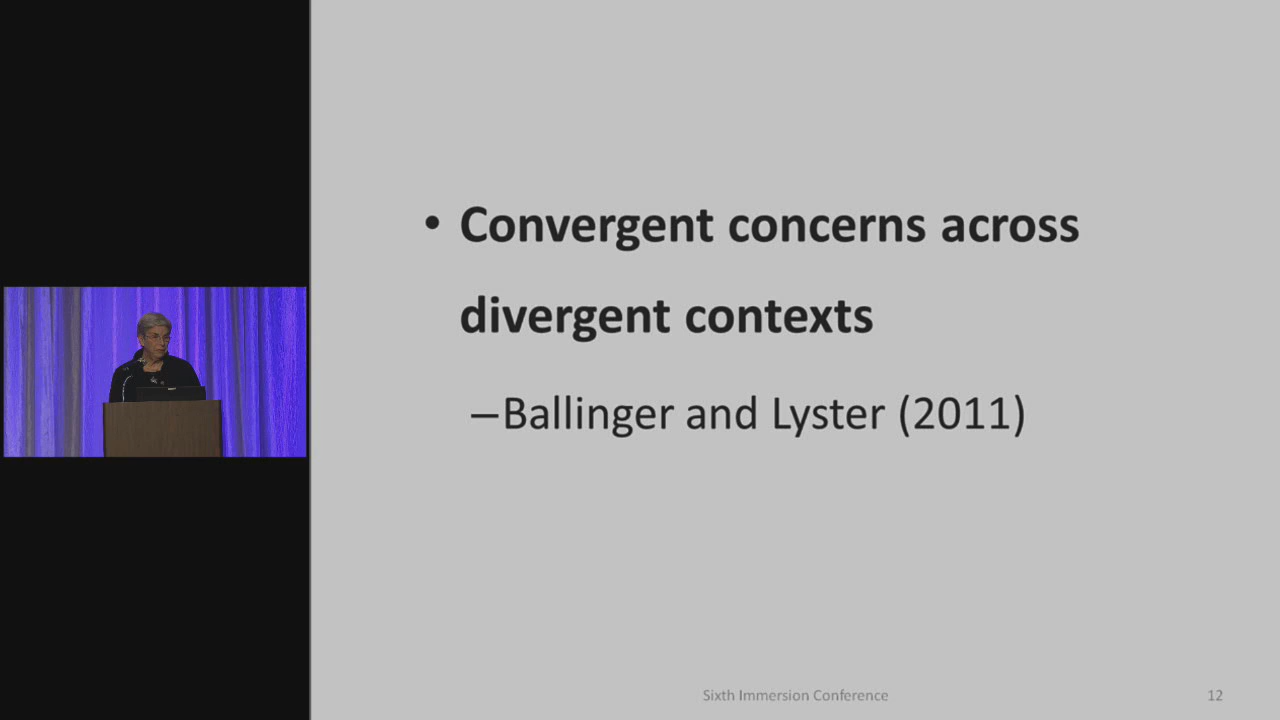 • Convergent concerns across
divergent contexts
–Ballinger and Lyster (2011)
Sixth Immersion Conference
12